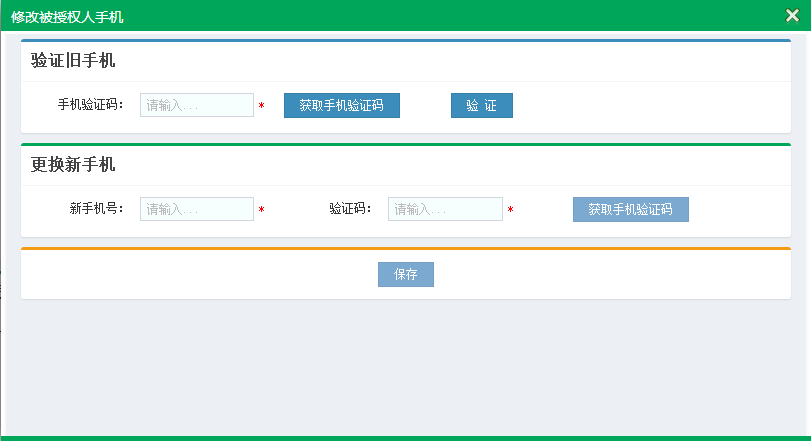 修改被授权人手机
验证旧手机
手机验证码： 请输入... * 获取手机验证码 验 证
更换新手机
新手机号： 请输入... * 验证码： 请输入... * 获取手机验证码
保存